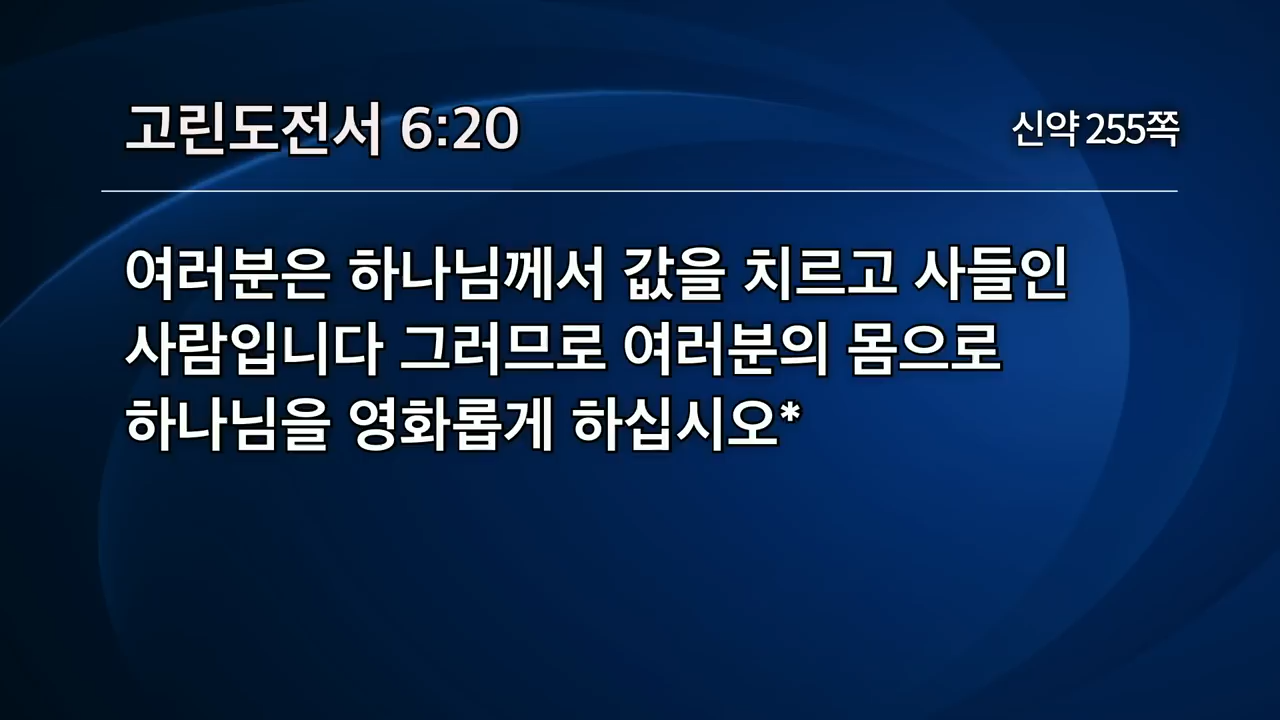 고린도전서 6:20
신약 255쪽
여러분은 하나님께서 값을 치르고 사들인
사람입니다 그러므로 여러분의 몸으로
하나님을 영화롭게 하십시오*